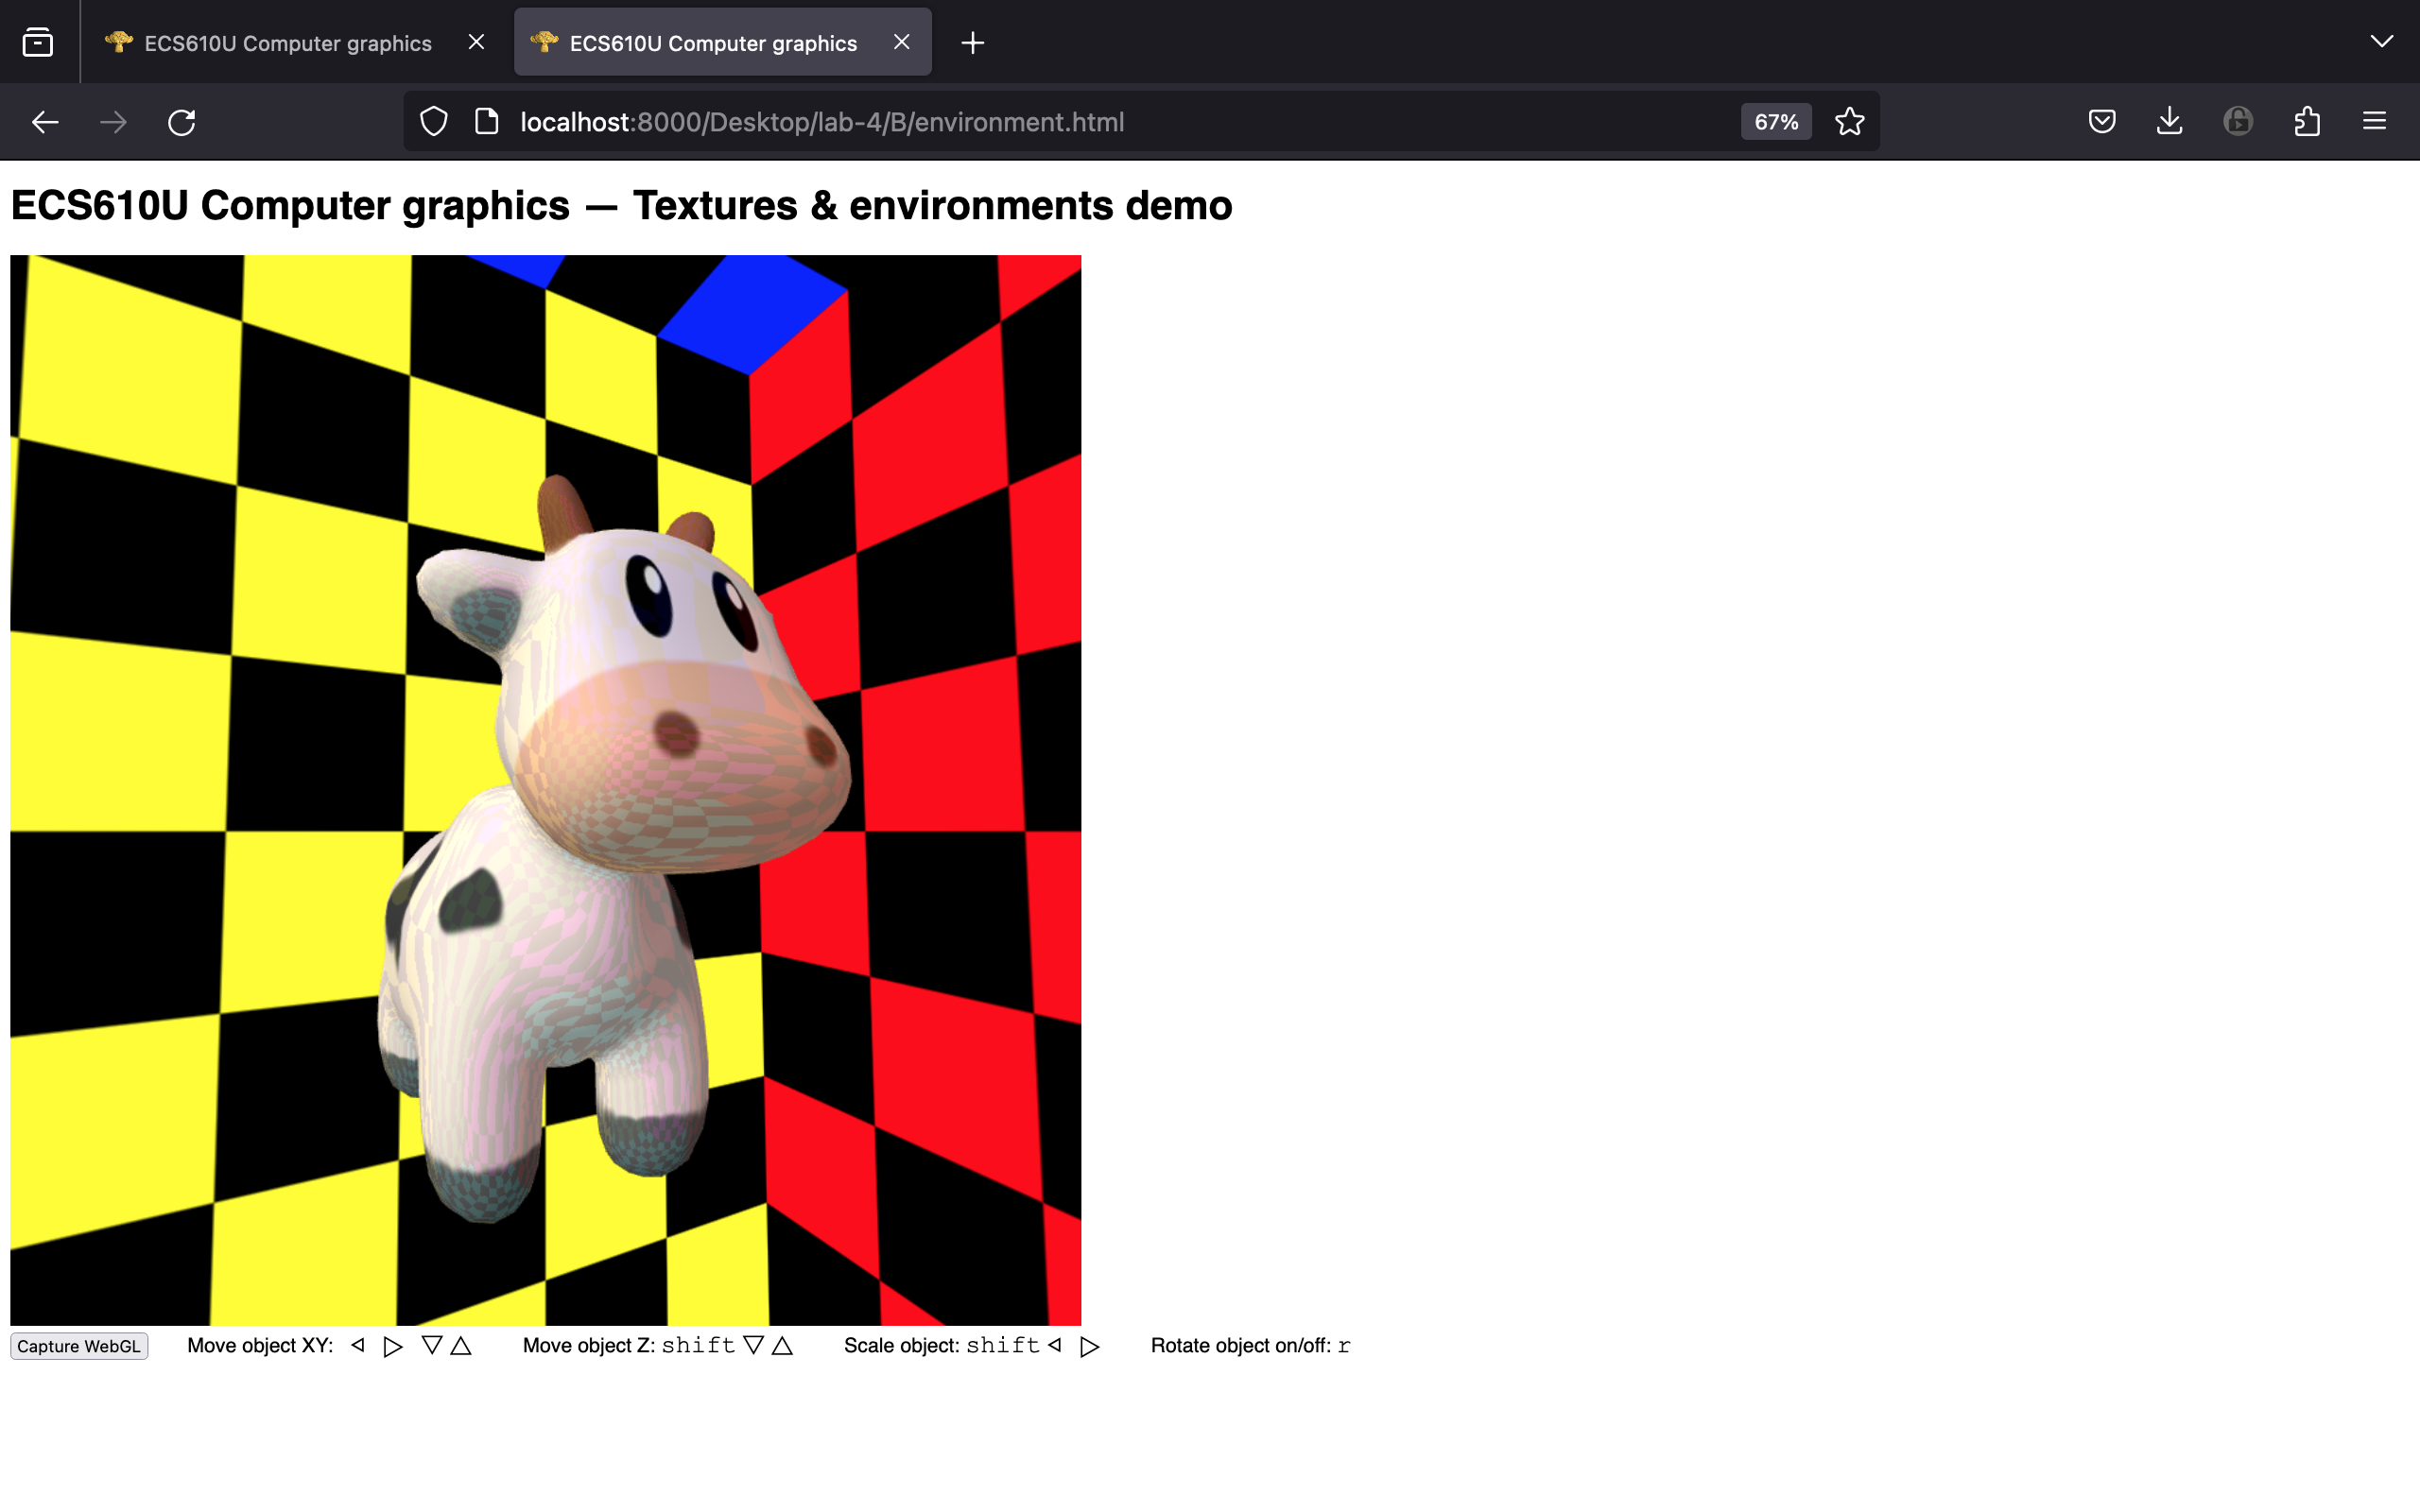 ECS610U Computer graphics
ECS610U Computer graphics
localhost:8000/Desktop/lab-4/B/environment.html 67%
ECS610U Computer graphics — Textures & environments demo
Capture WebGL Move object XY: ◁ ▷ ▽ △ Move object Z: shift ▽ △ Scale object: shift ◁ ▷ Rotate object on/off: r